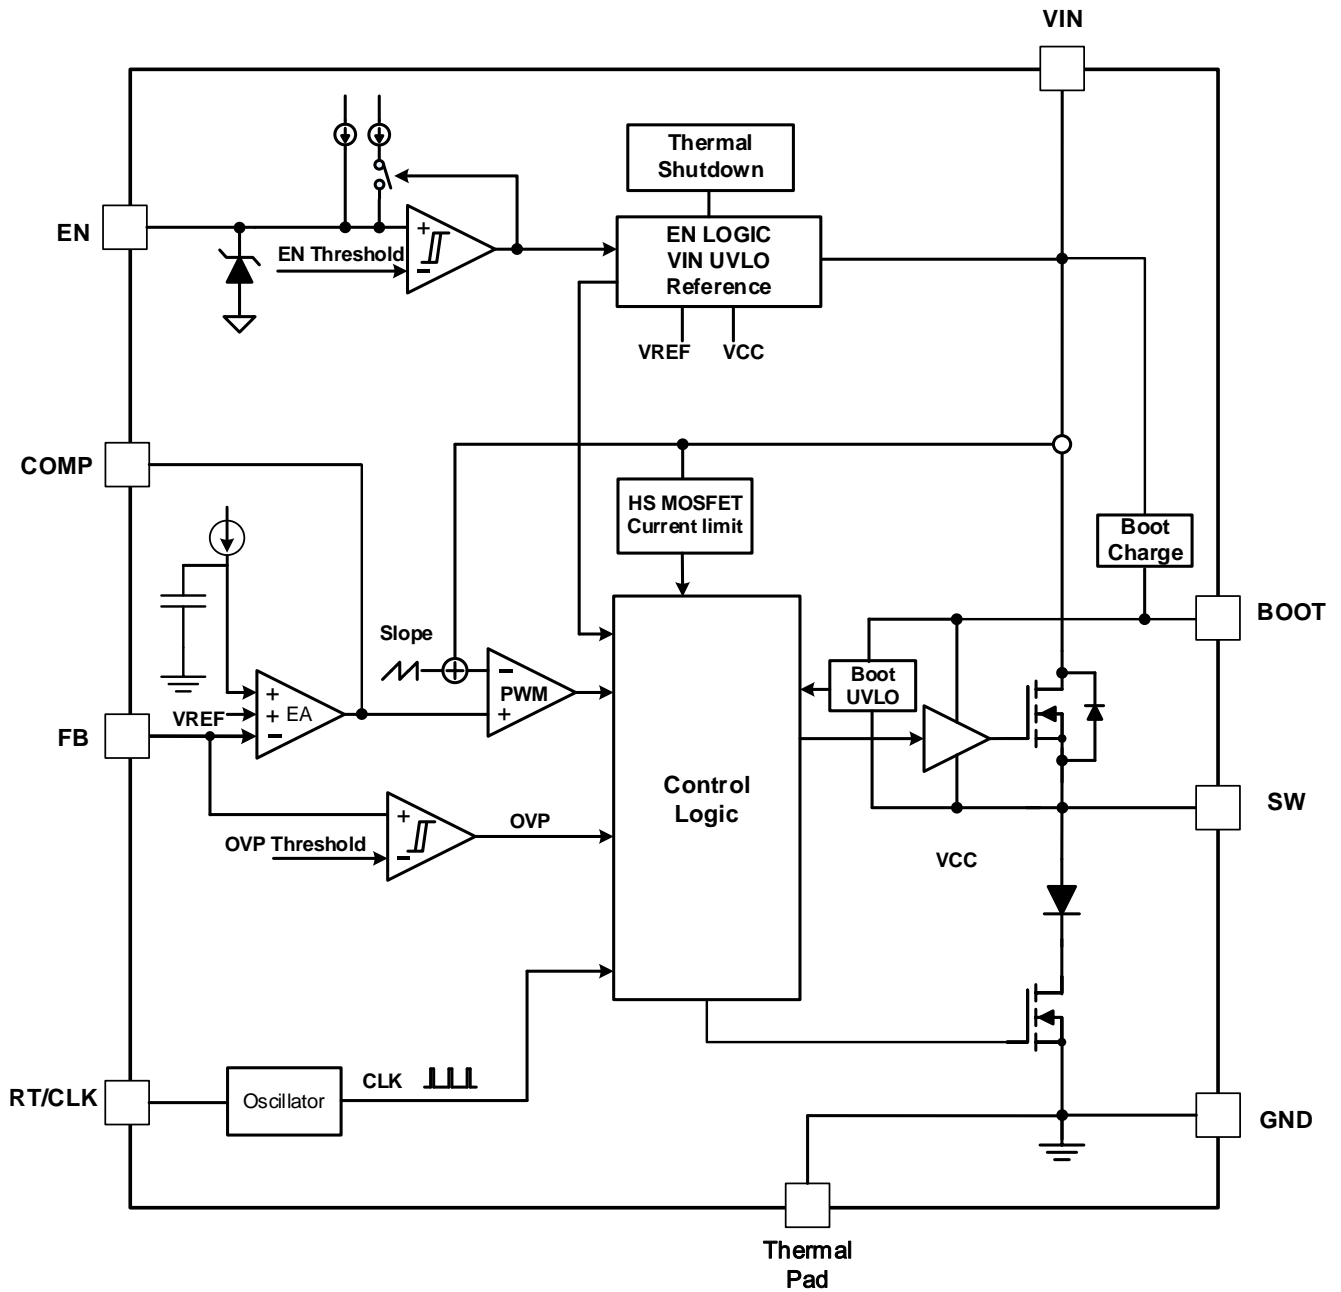 VIN
Thermal
Shutdown
EN
EN Threshold
+
−
EN LOGIC
VIN UVLO
Reference
VREF
VCC
COMP
HS MOSFET
Current limit
Boot
Charge
BOOT
Slope
+
−
PWM
+
Boot
UVLO
+
VREF
+
EA
−
FB
Control
Logic
SW
+
OVP
OVP Threshold
−
VCC
RT/CLK
Oscillator
CLK
GND
Thermal
Pad